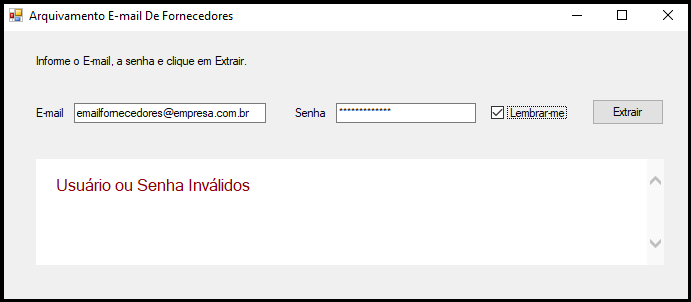 Arquivamento E-mail De Fornecedores
Informe o E-mail, a senha e clique em Extrair.
E-mail emailfornecedores@empresa.com.br Senha ************* Lembrar-me Extrair
Usuário ou Senha Inválidos